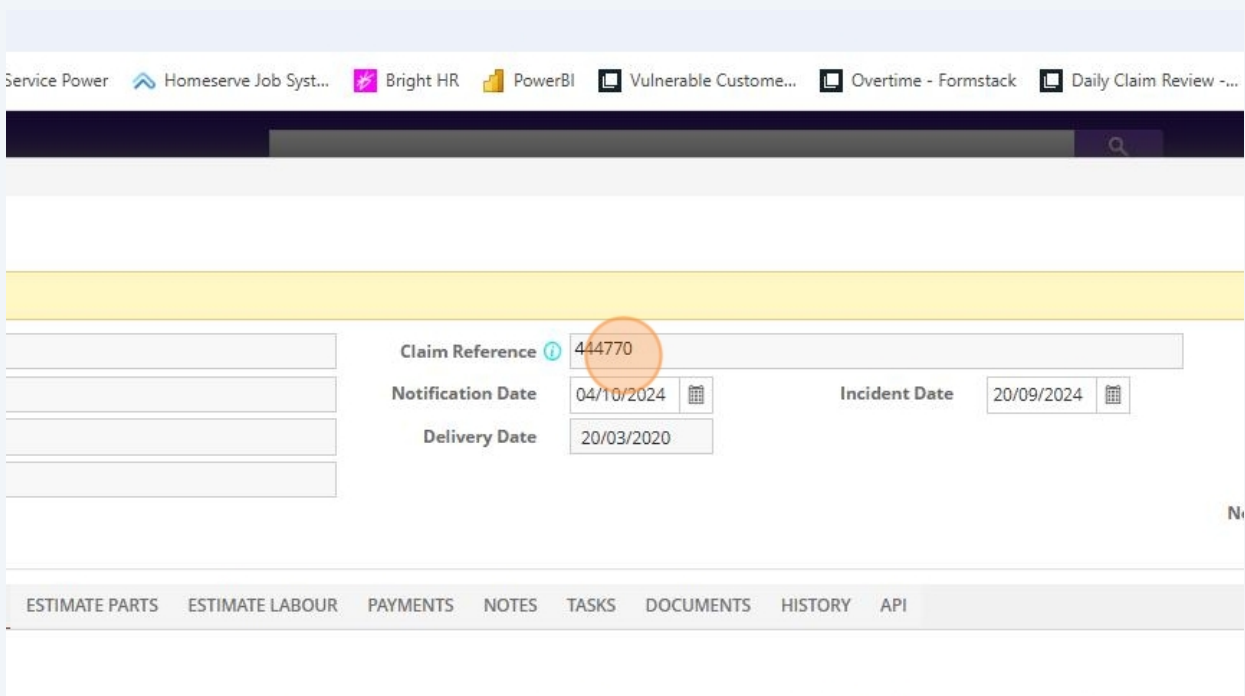 Service Power Homeserve Job Syst... Bright HR PowerBI Vulnerable Custome... Overtime - Formstack Daily Claim Review -...
Claim Reference 444770
Notification Date 04/10/2024 Incident Date 20/09/2024
Delivery Date 20/03/2020
ESTIMATE PARTS ESTIMATE LABOUR PAYMENTS NOTES TASKS DOCUMENTS HISTORY API